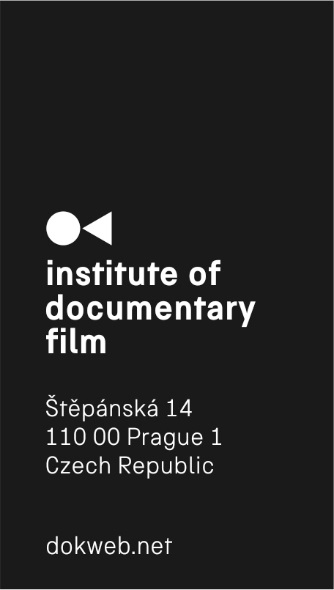 institute of
documentary
film
Štěpánská 14
110 00 Prague 1
Czech Republic
dokweb.net